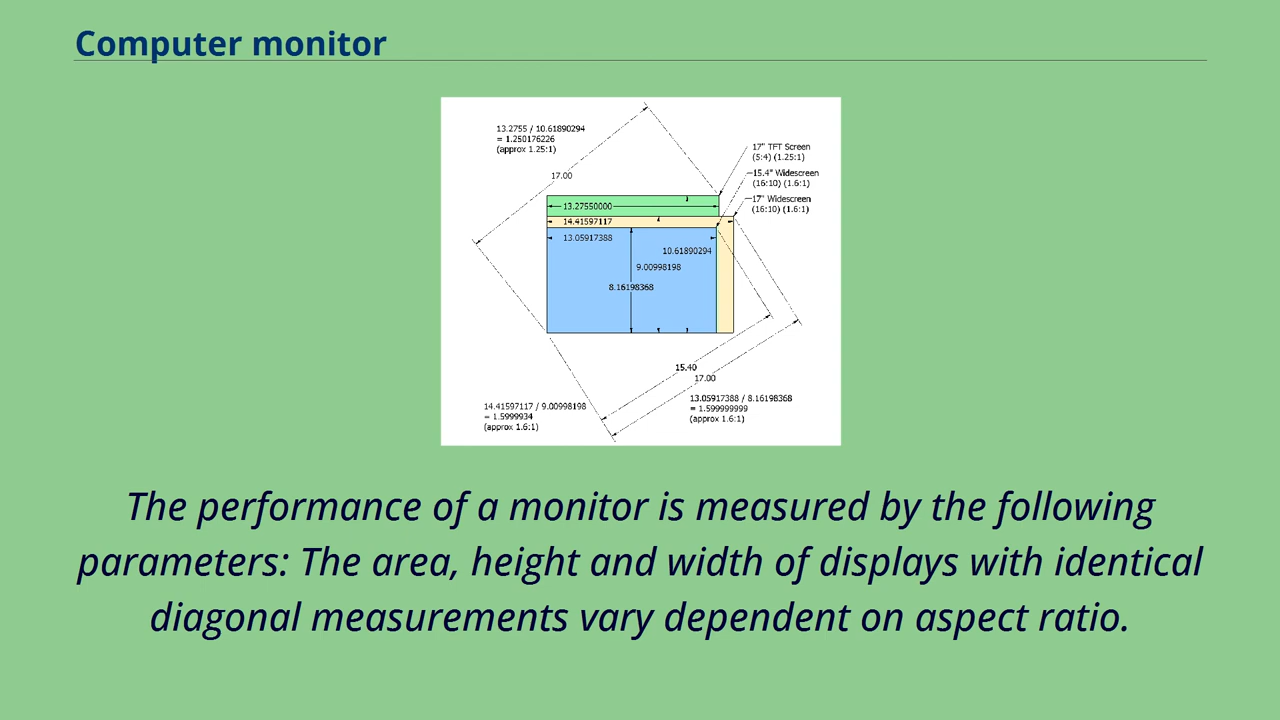 Computer monitor
13.2755 / 10.61890294
= 1.250176226
(approx 1.25:1)
17" TFT Screen
(5:4) (1.25:1)
15.4" Widescreen
(16:10) (1.6:1)
17" Widescreen
(16:10) (1.6:1)
17.00
13.27550000
14.41597117
13.05917388
10.61890294
9.00998198
8.16198368
15.40
17.00
14.41597117 / 9.00998198
= 1.5999934
(approx 1.6:1)
13.05917388 / 8.16198368
= 1.599999999
(approx 1.6:1)
The performance of a monitor is measured by the following
parameters: The area, height and width of displays with identical
diagonal measurements vary dependent on aspect ratio.